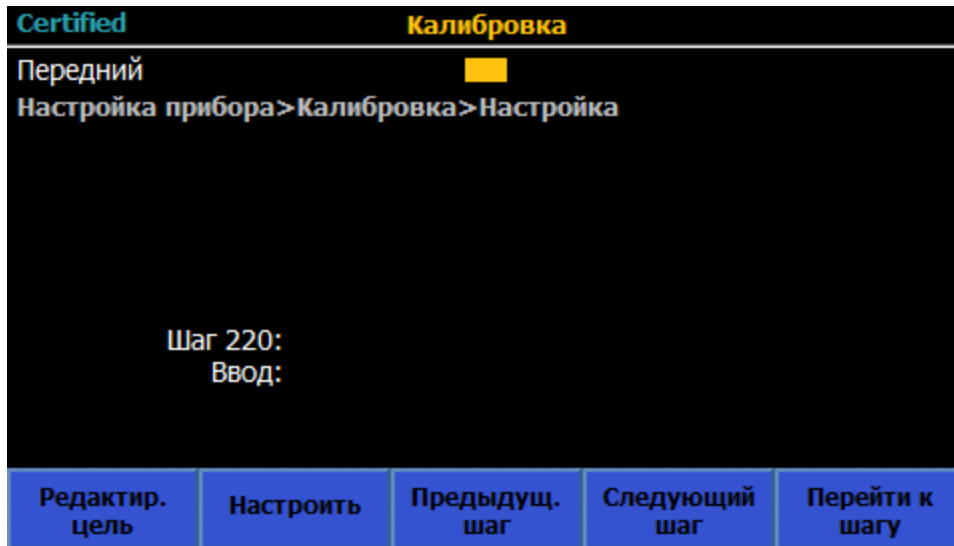 Certified
Калибровка
Передний
Настройка прибора>Калибровка>Настройка
Шаг 220:
Ввод:
Редактир.
цель
Настроить
Предыдущ.
шаг
Следующий
шаг
Перейти к
шагу